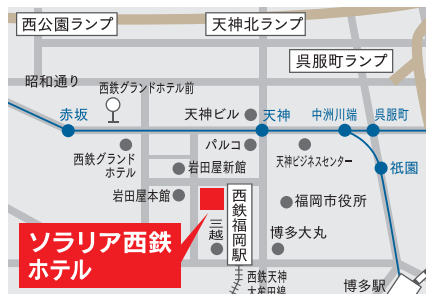 西公園ランプ
天神北ランプ
呉服町ランプ
昭和通り
西鉄グランドホテル前
赤坂
天神ビル
天神
中洲川端
呉服町
パルコ
西鉄グランド
ホテル
岩田屋新館
天神ビジネスセンター
祇園
岩田屋本館
西鉄福岡駅
福岡市役所
ソラリア西鉄
ホテル
三越
博多大丸
西鉄天神
大牟田線
博多駅